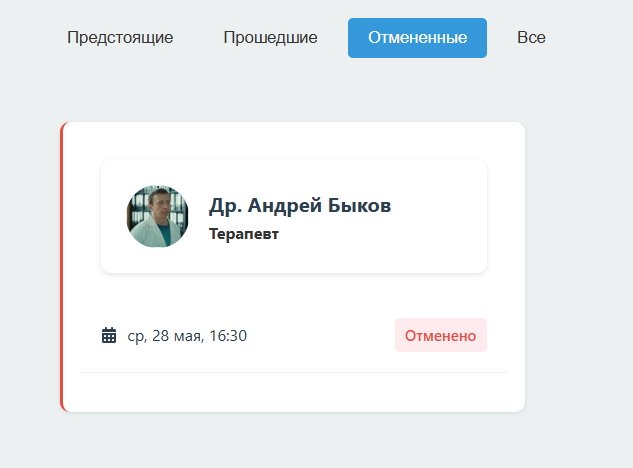 Предстоящие Прошедшие Отмененные Все
Др. Андрей Быков
Терапевт
ср, 28 мая, 16:30 Отменено